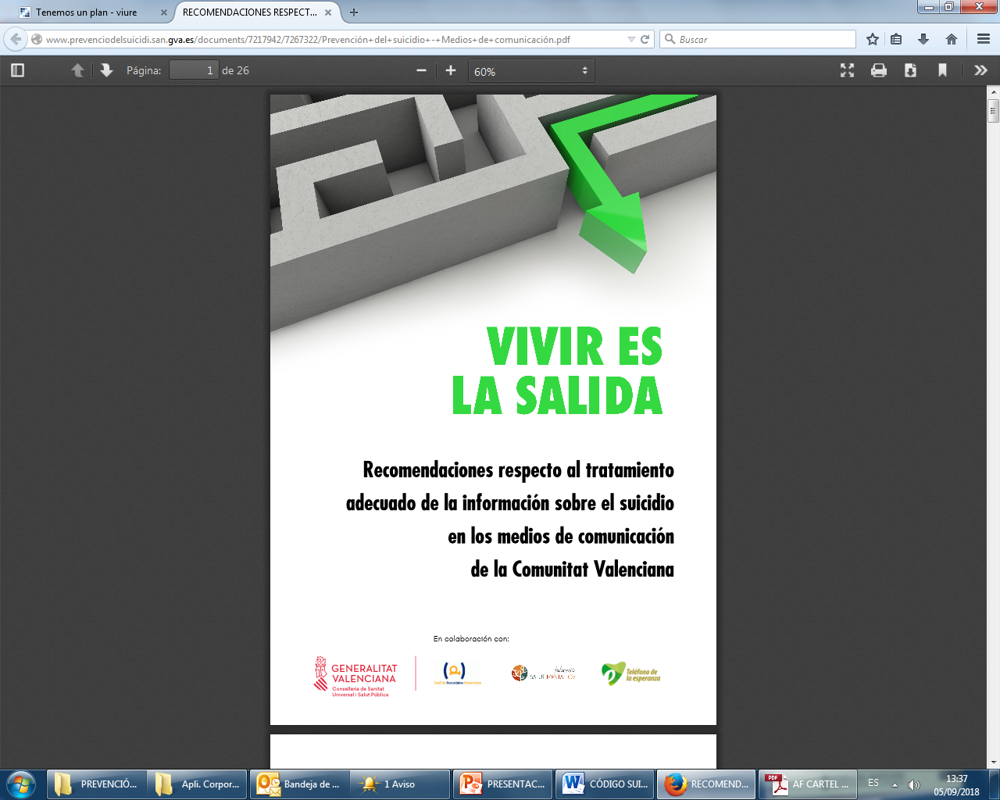 Tenemos un plan - viure
RECOMENDACIONES RESPECT...
www.prevenciodelsuicidi.san.gva.es/documents/7217942/7267322/Prevención+del+suicidio+-+Medios+de+comunicación.pdf
Buscar
Página: 1 de 26
60%
VIVIR ES
LA SALIDA
Recomendaciones respecto al tratamiento
adecuado de la información sobre el suicidio
en los medios de comunicación
de la Comunitat Valenciana
En colaboración con:
GENERALITAT
VALENCIANA
Conselleria de Sanitat
Universal i Salut Pública
Teléfono de
la esperanza
PREVENCIÓ...
Apli. Corpor...
Bandeja de ...
1 Aviso
PRESENTAC...
CÓDIGO SUI...
RECOMEND...
AF CARTEL ...
ES
13:37
05/09/2018